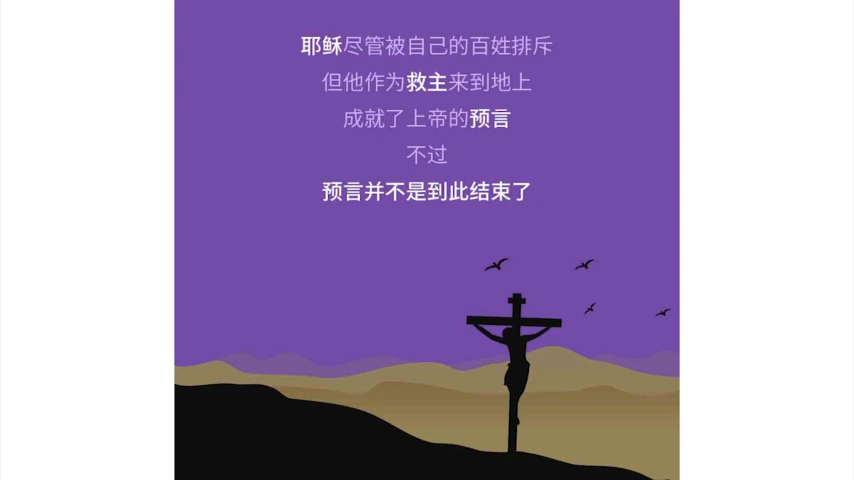 耶稣尽管被自己的百姓排斥
但他作为救主来到地上
成就了上帝的预言
不过
预言并不是到此结束了